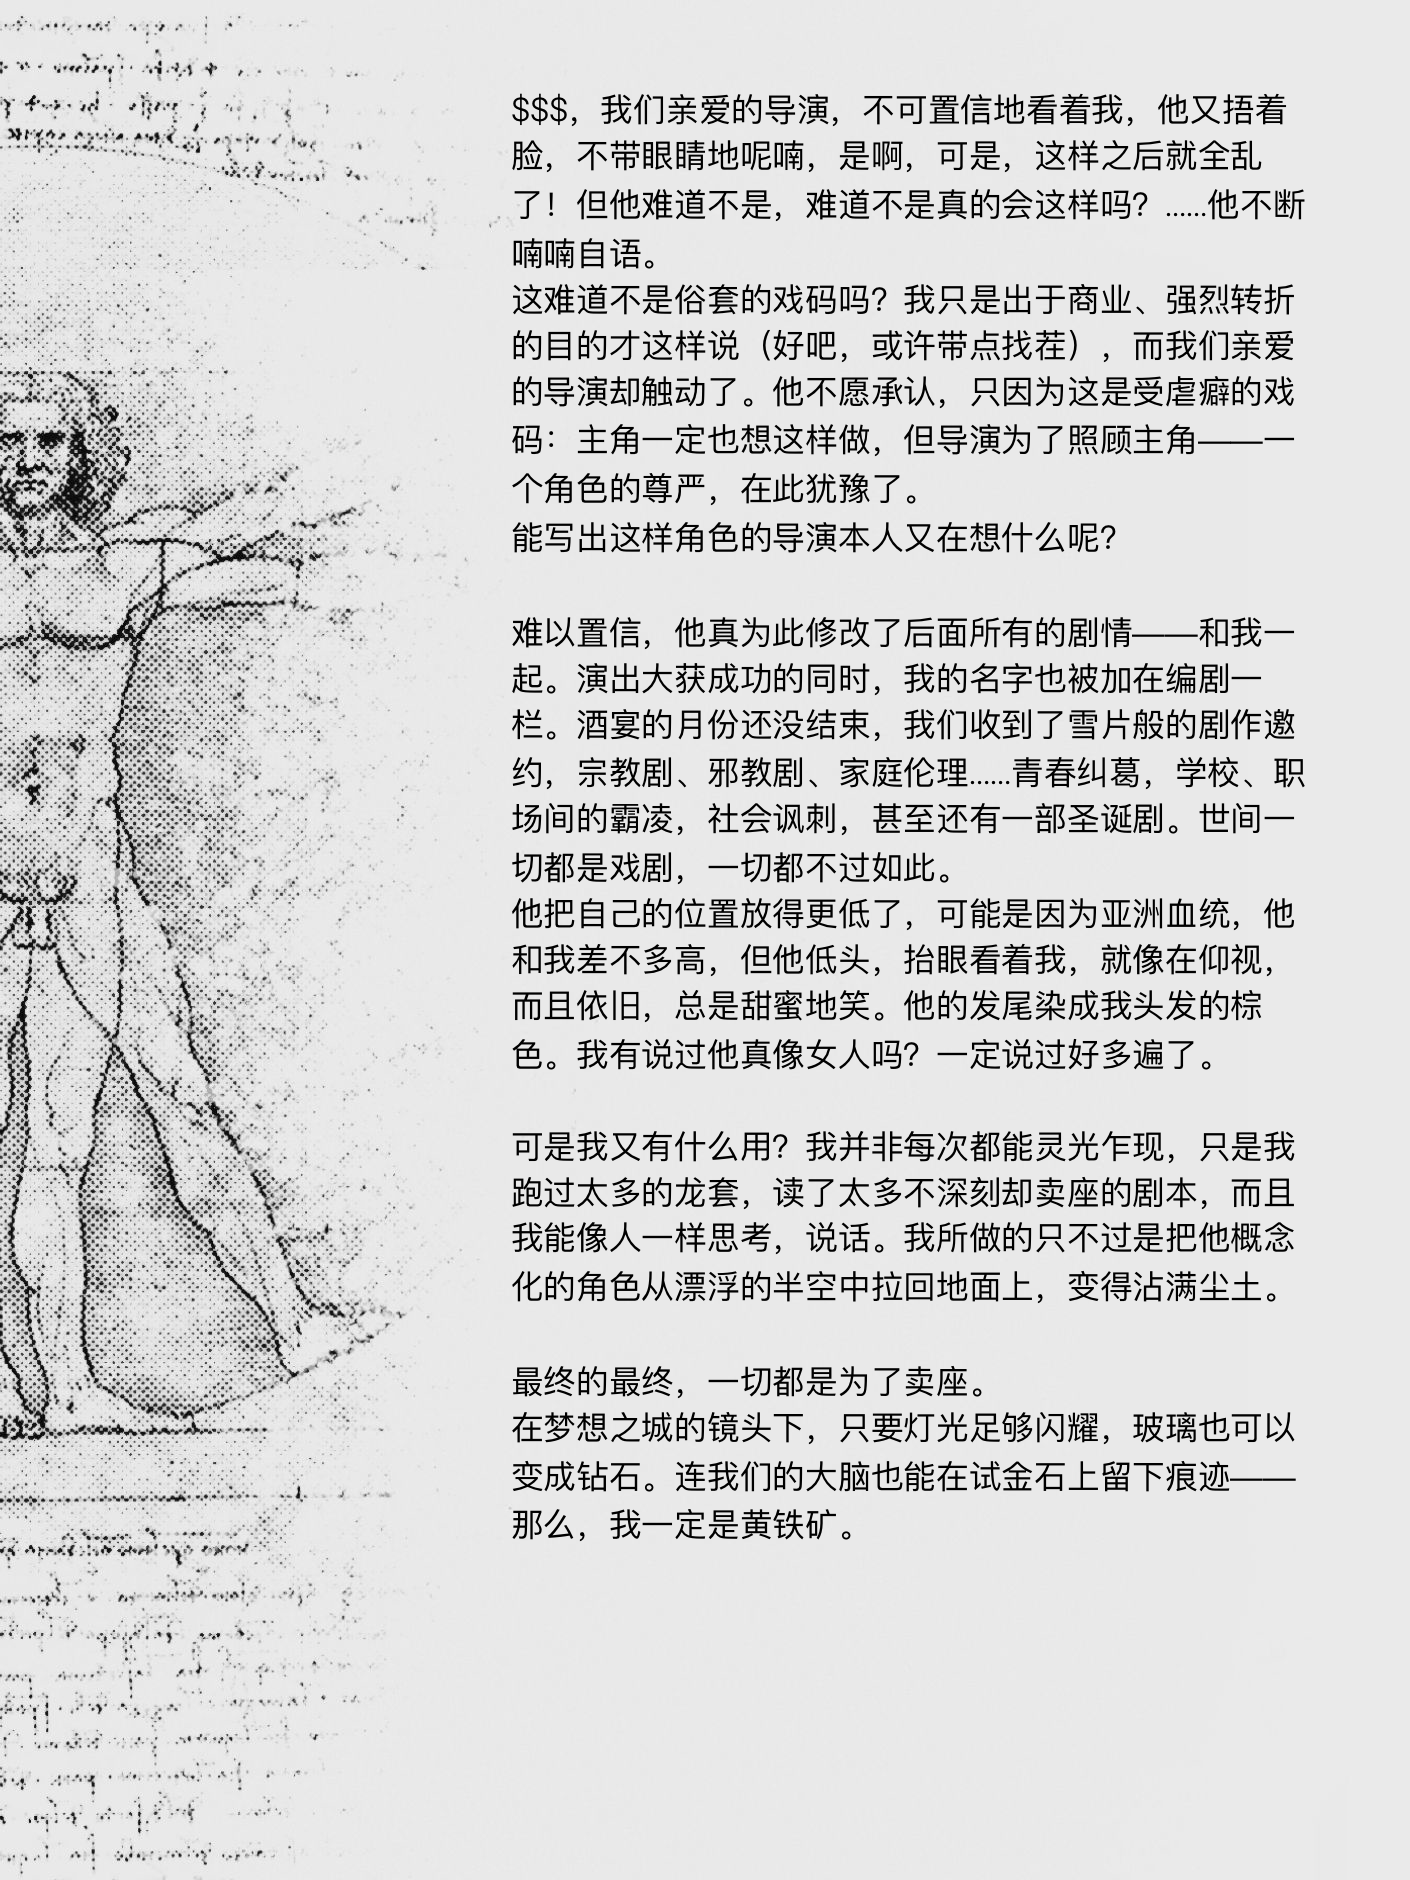 $$$，我们亲爱的导演，不可置信地看着我，他又捂着
脸，不带眼睛地呢喃，是啊，可是，这样之后就全乱
了！但他难道不是，难道不是真的会这样吗？……他不断
喃喃自语。
这难道不是俗套的戏码吗？我只是出于商业、强烈转折
的目的才这样说（好吧，或许带点找茬），而我们亲爱
的导演却触动了。他不愿承认，只因为这是受虐癖的戏
码：主角一定也想这样做，但导演为了照顾主角——一
个角色的尊严，在此犹豫了。
能写出这样角色的导演本人又在想什么呢？
难以置信，他真为此修改了后面所有的剧情——和我一
起。演出大获成功的同时，我的名字也被加在编剧一
栏。酒宴的月份还没结束，我们收到了雪片般的剧作邀
约，宗教剧、邪教剧、家庭伦理……青春纠葛，学校、职
场间的霸凌，社会讽刺，甚至还有一部圣诞剧。世间一
切都是戏剧，一切都不过如此。
他把自己的位置放得更低了，可能是因为亚洲血统，他
和我差不多高，但他低头，抬眼看着我，就像在仰视，
而且依旧，总是甜蜜地笑。他的发尾染成我头发的棕
色。我有说过他真像女人吗？一定说过好多遍了。
可是我又有什么用？我并非每次都能灵光乍现，只是我
跑过太多的龙套，读了太多不深刻却卖座的剧本，而且
我能像人一样思考，说话。我所做的只不过是把他概念
化的角色从漂浮的半空中拉回地面上，变得沾满尘土。
最终的最终，一切都是为了卖座。
在梦想之城的镜头下，只要灯光足够闪耀，玻璃也可以
变成钻石。连我们的大脑也能在试金石上留下痕迹——
那么，我一定是黄铁矿。